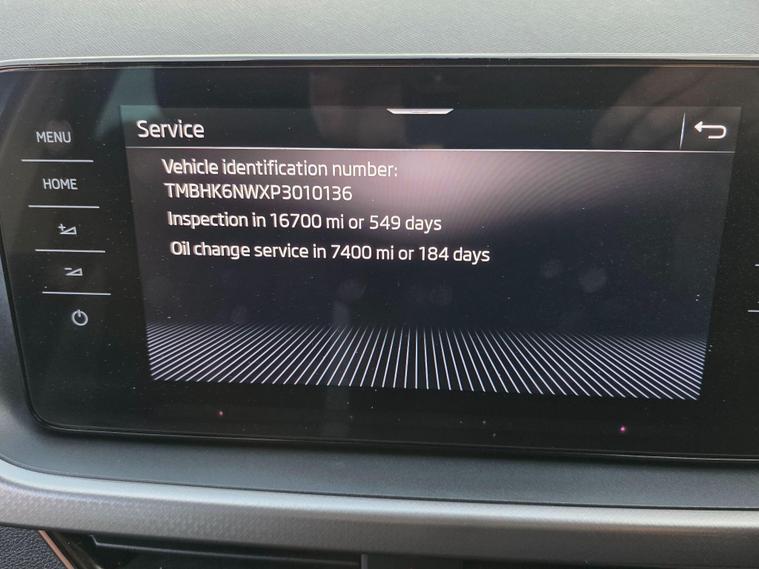 MENU
HOME
Service
Vehicle identification number:
TMBHK6NWXP3010136
Inspection in 16700 mi or 549 days
Oil change service in 7400 mi or 184 days